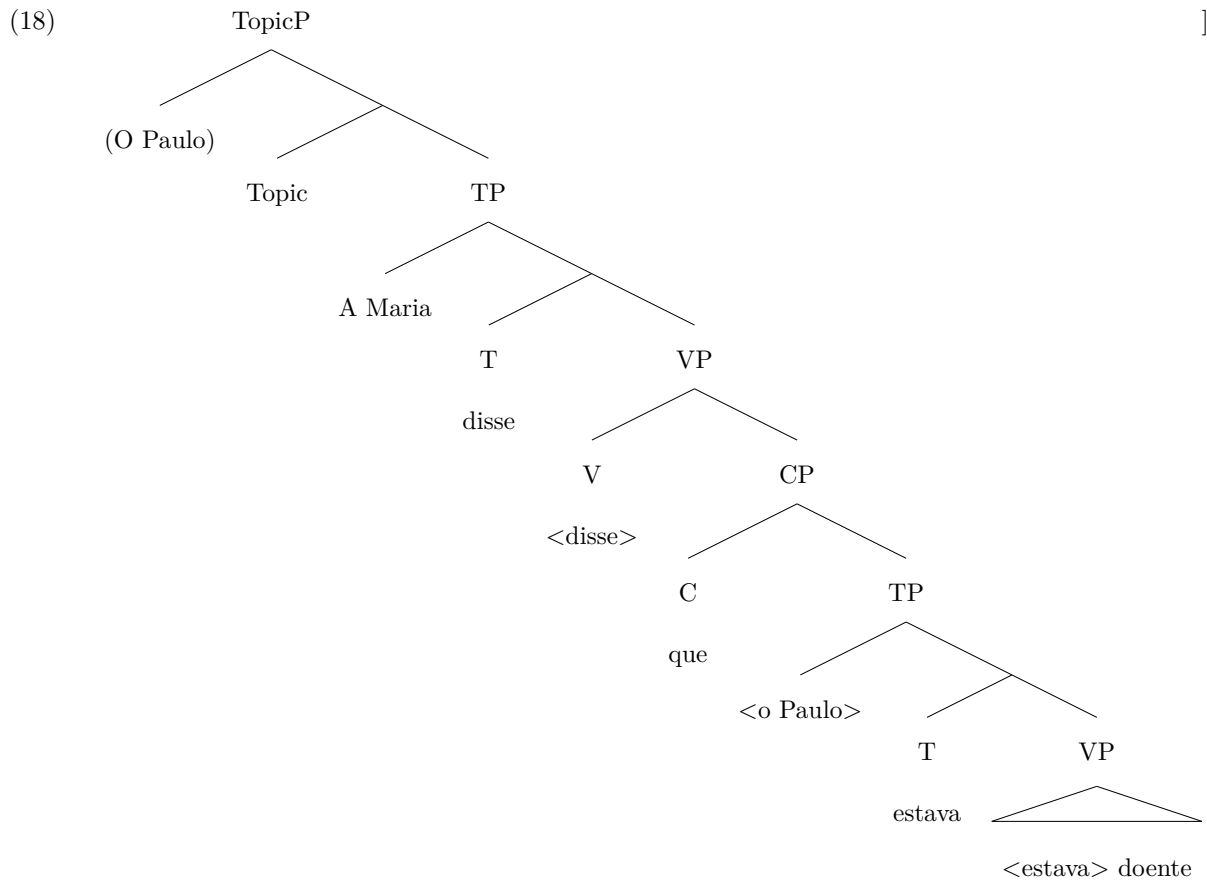 (18) TopicP ]
(O Paulo)
Topic TP
A Maria
T VP
disse
V CP
<disse>
C TP
que
<o Paulo>
T VP
estava
<estava> doente